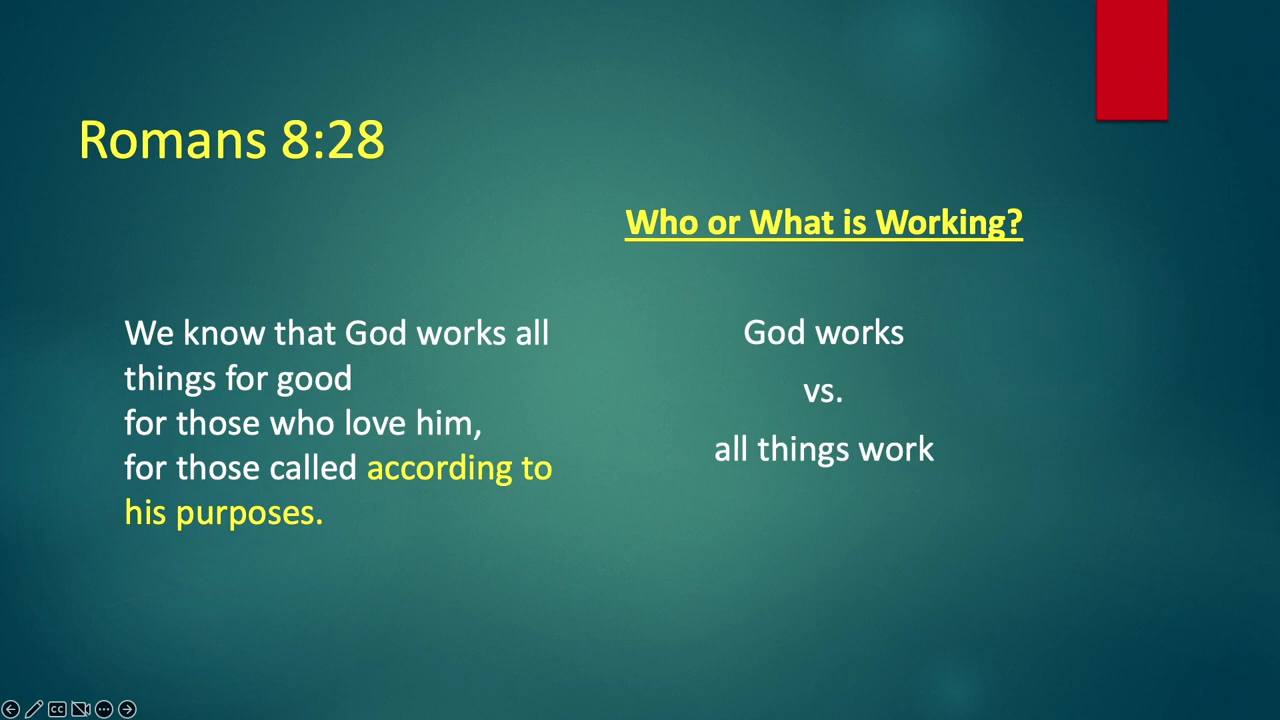 Romans 8:28
Who or What is Working?
We know that God works all
things for good
for those who love him,
for those called according to
his purposes.
God works
vs.
all things work
CC